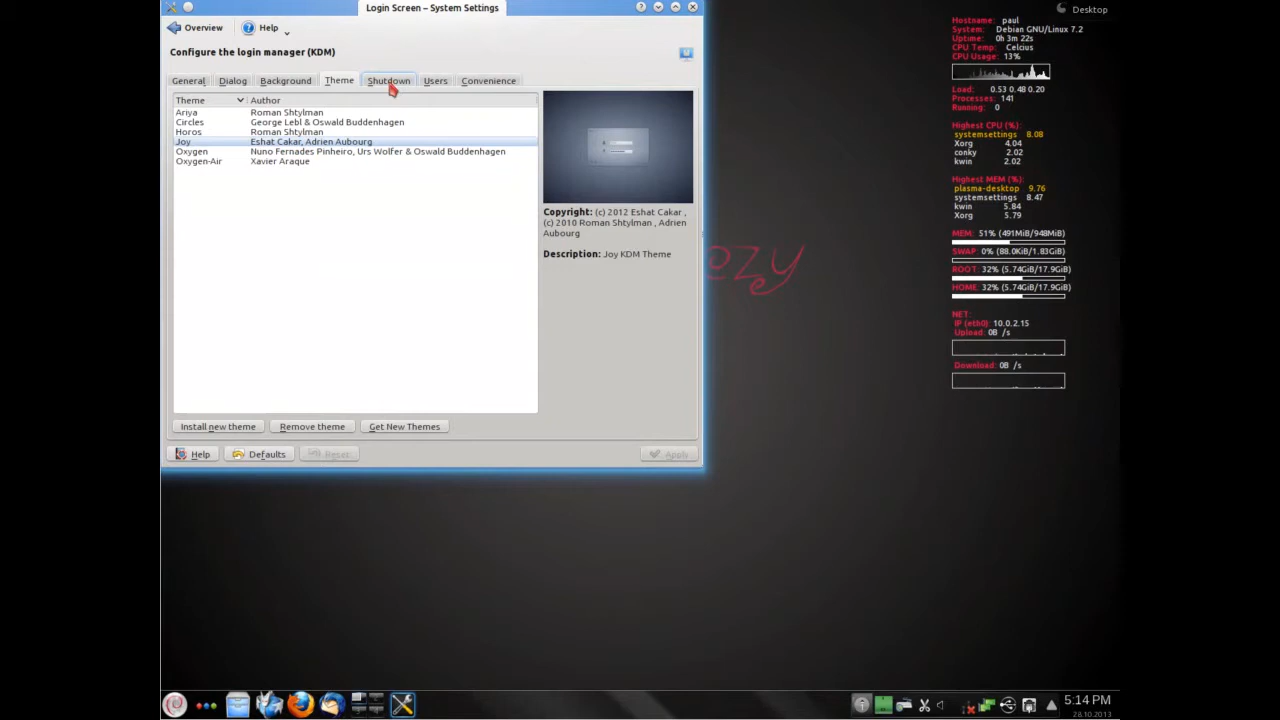 Login Screen – System Settings
Overview
Help
Configure the login manager (KDM)
General
Dialog
Background
Theme
Shutdown
Users
Convenience
Theme Author
Ariya Roman Shtylman
Circles George Lebl & Oswald Buddenhagen
Horos Roman Shtylman
Joy Eshat Cakar, Adrien Aubourg
Oxygen Nuno Fernades Pinheiro, Urs Wolfer & Oswald Buddenhagen
Oxygen-Air Xavier Araque
Copyright: (c) 2012 Eshat Cakar ,
(c) 2010 Roman Shtylman , Adrien
Aubourg
Description: Joy KDM Theme
Install new theme
Remove theme
Get New Themes
Help
Defaults
Reset
Apply
ezy
Desktop
Hostname: paul
System: Debian GNU/Linux 7.2
Uptime: 0h 3m 22s
CPU Temp: Celcius
CPU Usage: 13%
Load: 0.53 0.48 0.20
Processes: 141
Running: 0
Highest CPU (%):
systemsettings 8.08
Xorg 4.04
conky 2.02
kwin 2.02
Highest MEM (%):
plasma-desktop 9.76
systemsettings 8.47
kwin 5.84
Xorg 5.79
MEM: 51% (491MiB/948MiB)
SWAP: 0% (88.0KiB/1.83GiB)
ROOT: 32% (5.74GiB/17.9GiB)
HOME: 32% (5.74GiB/17.9GiB)
NET:
IP (eth0): 10.0.2.15
Upload: 0B /s
Download: 0B /s
5:14 PM
28.10.2013